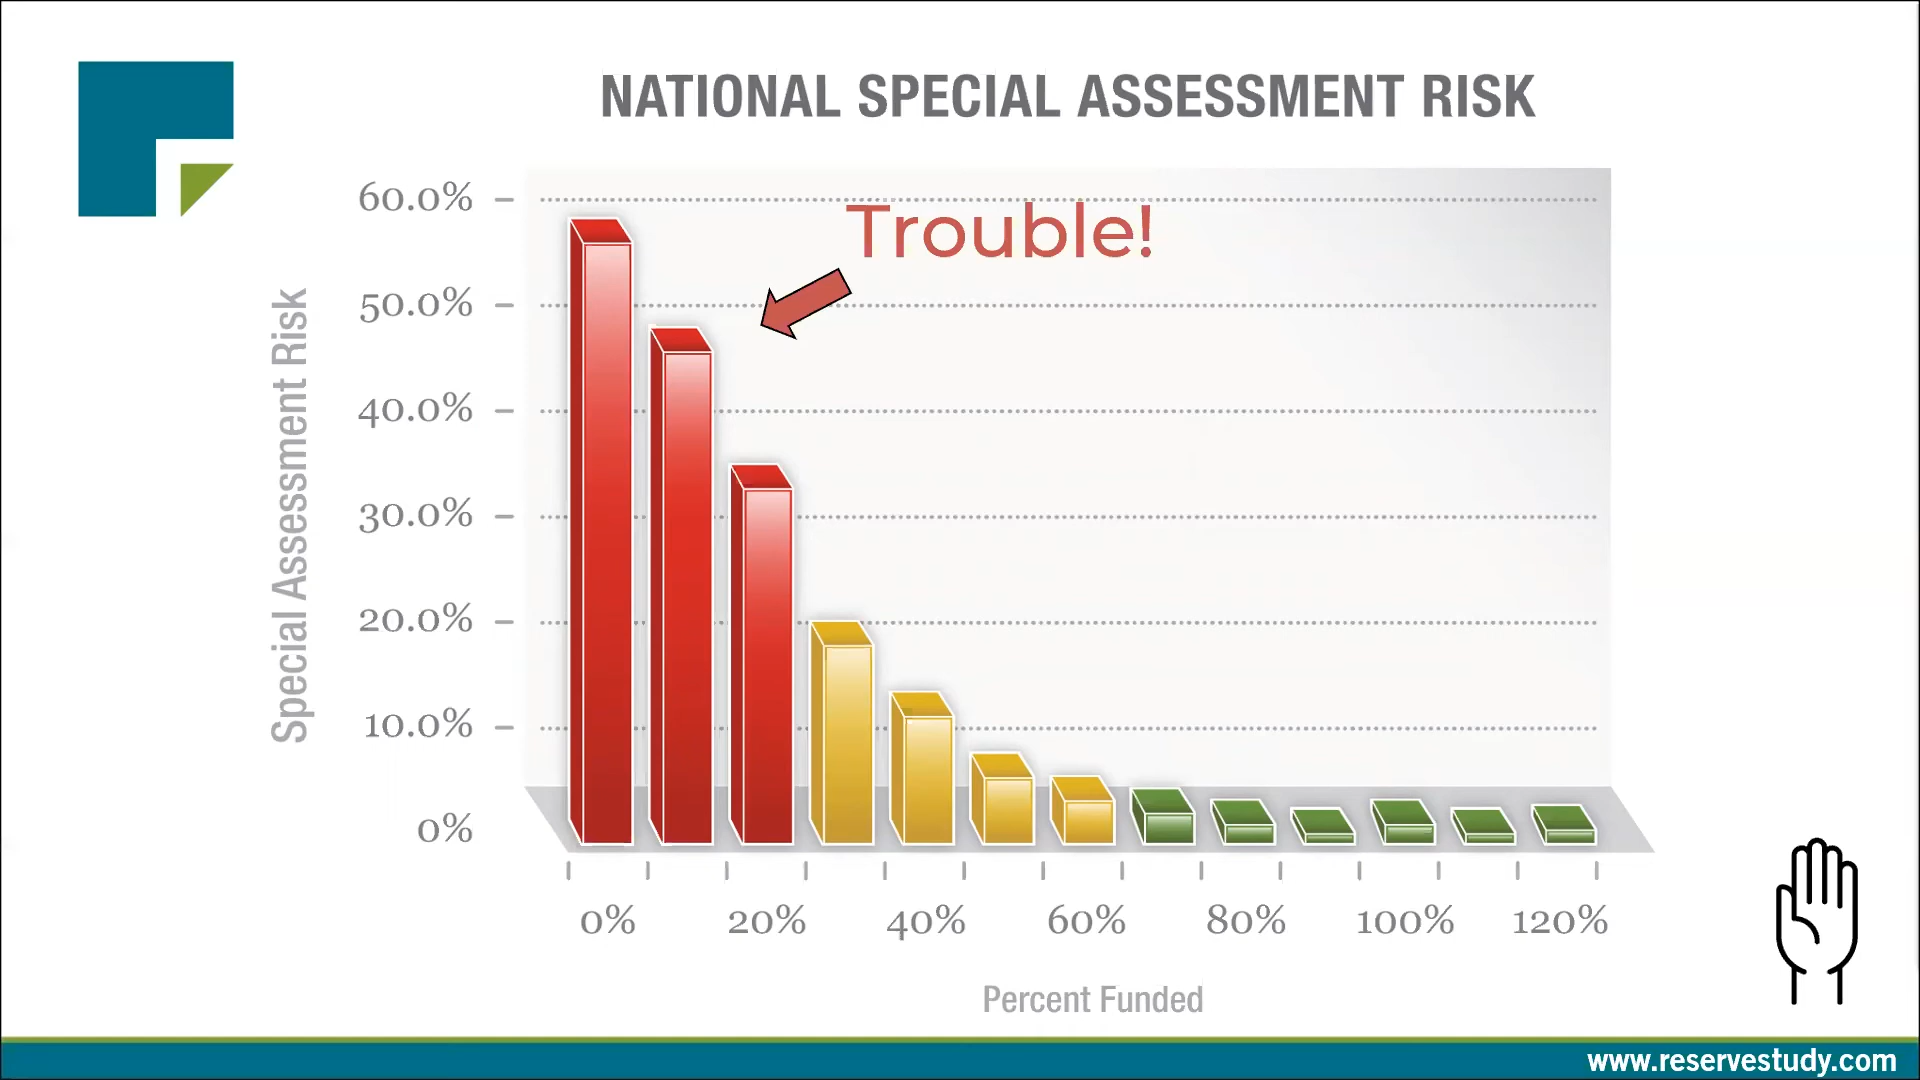 NATIONAL SPECIAL ASSESSMENT RISK
Trouble!
Special Assessment Risk
60.0%
50.0%
40.0%
30.0%
20.0%
10.0%
0%
0% 20% 40% 60% 80% 100% 120%
Percent Funded
www.reservestudy.com